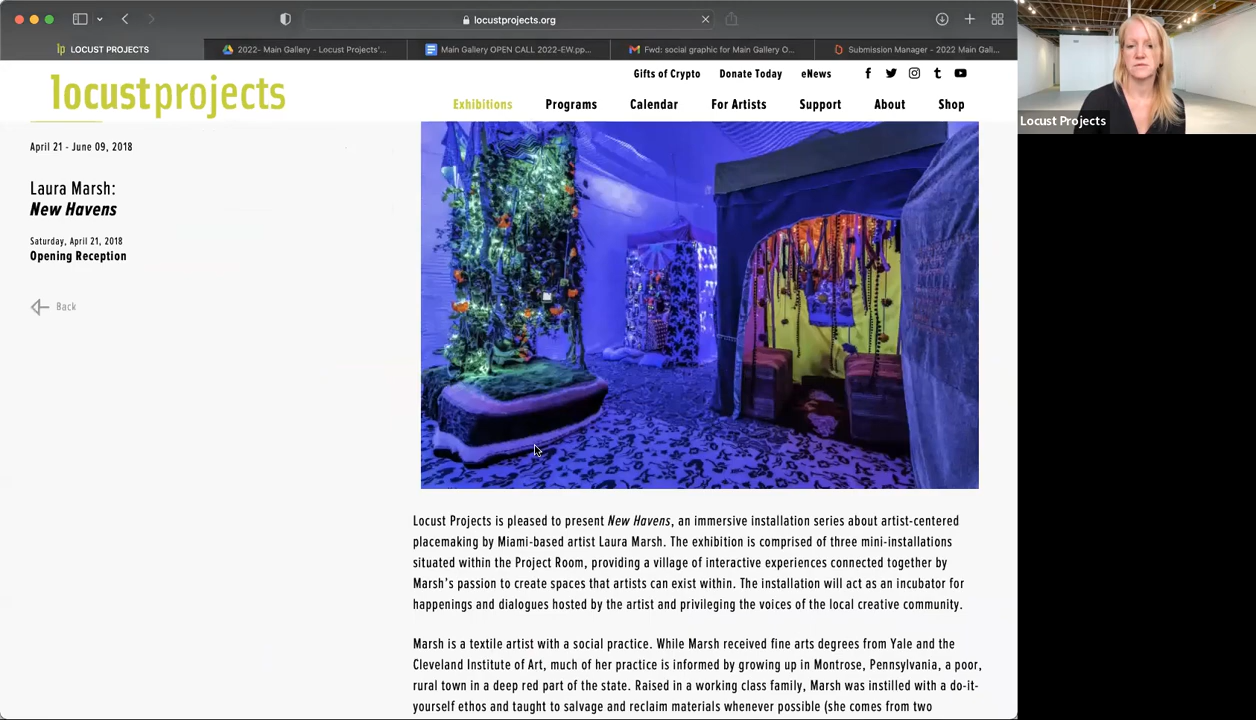 locustprojects.org
LOCUST PROJECTS
2022- Main Gallery - Locust Projects'...
Main Gallery OPEN CALL 2022-EW.pp...
Fwd: social graphic for Main Gallery O...
Submission Manager - 2022 Main Gall...
Gifts of Crypto
Donate Today
eNews
locustprojects
Exhibitions
Programs
Calendar
For Artists
Support
About
Shop
Locust Projects
April 21 - June 09, 2018
Laura Marsh:
New Havens
Saturday, April 21, 2018
Opening Reception
Back
Locust Projects is pleased to present New Havens, an immersive installation series about artist-centered
placemaking by Miami-based artist Laura Marsh. The exhibition is comprised of three mini-installations
situated within the Project Room, providing a village of interactive experiences connected together by
Marsh's passion to create spaces that artists can exist within. The installation will act as an incubator for
happenings and dialogues hosted by the artist and privileging the voices of the local creative community.
Marsh is a textile artist with a social practice. While Marsh received fine arts degrees from Yale and the
Cleveland Institute of Art, much of her practice is informed by growing up in Montrose, Pennsylvania, a poor,
rural town in a deep red part of the state. Raised in a working class family, Marsh was instilled with a do-it-
yourself ethos and taught to salvage and reclaim materials whenever possible (she comes from two